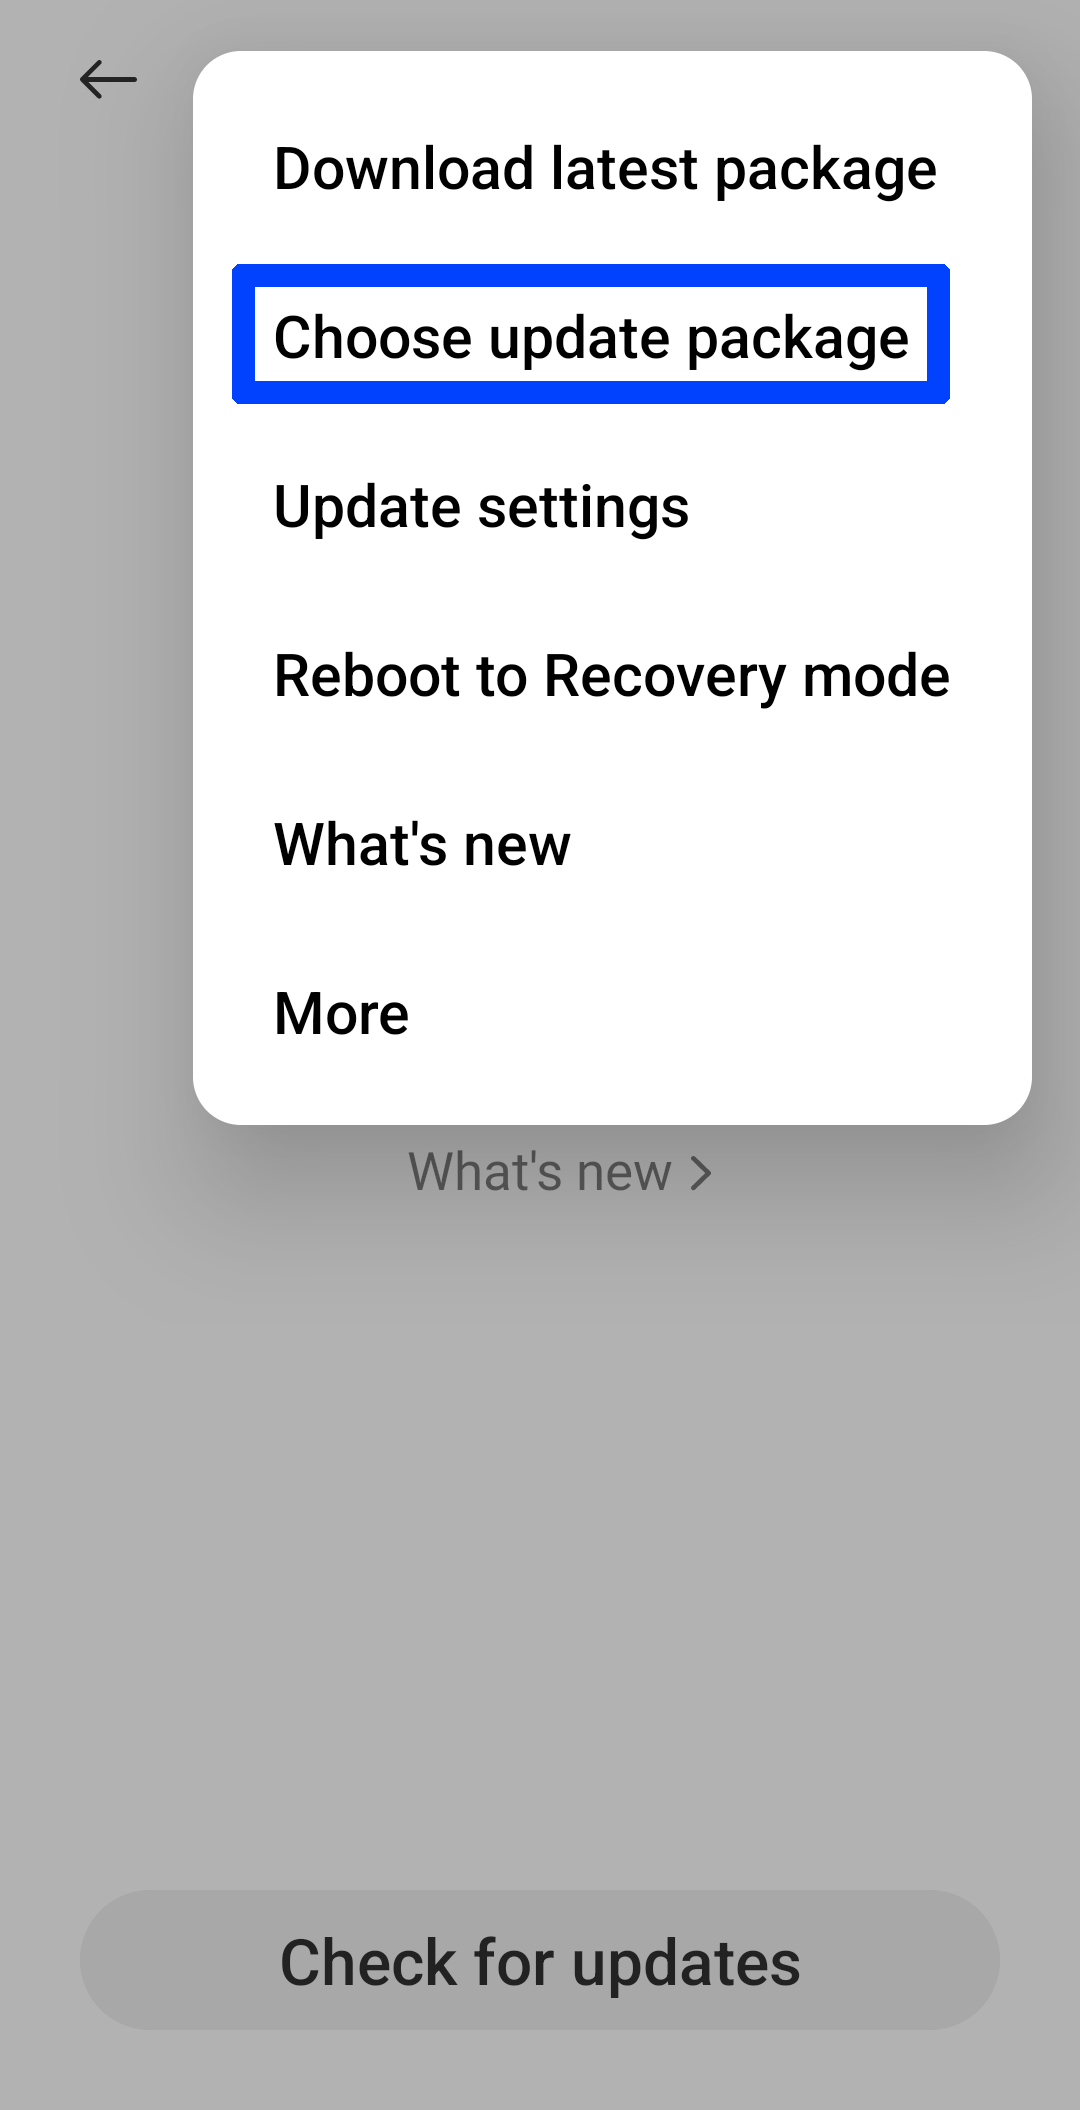 Download latest package
Choose update package
Update settings
Reboot to Recovery mode
What's new
More
What's new
Check for updates